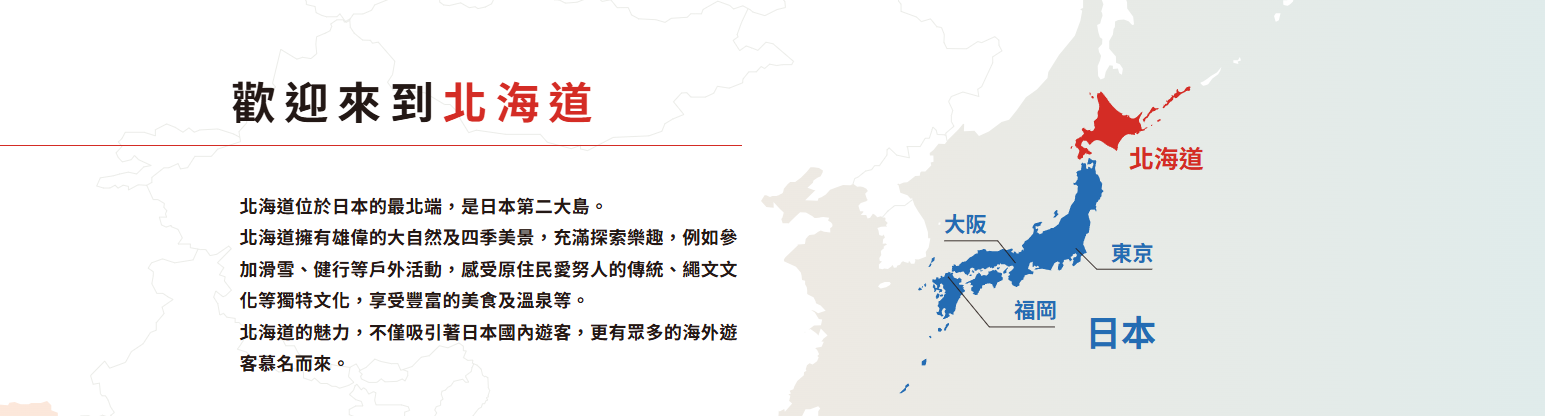 歡迎來到北海道
北海道位於日本的最北端，是日本第二大島。
北海道擁有雄偉的大自然及四季美景，充滿探索樂趣，例如參
加滑雪、健行等戶外活動，感受原住民愛努人的傳統、繩文文
化等獨特文化，享受豐富的美食及溫泉等。
北海道的魅力，不僅吸引著日本國內遊客，更有眾多的海外遊
客慕名而來。
北海道
大阪
東京
福岡
日本